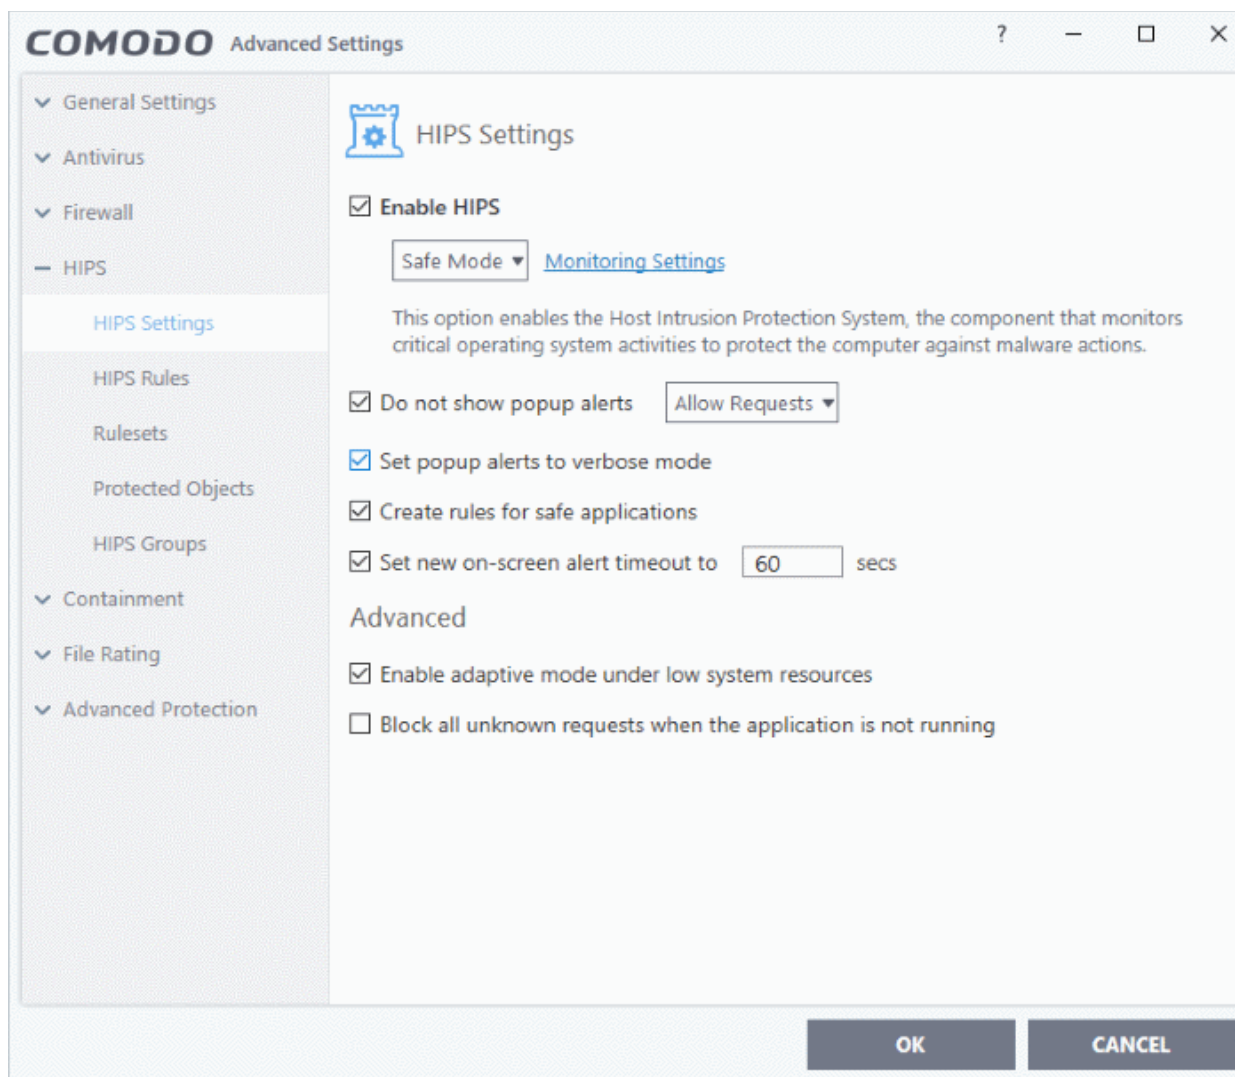 COMODO Advanced Settings
General Settings
Antivirus
Firewall
HIPS
HIPS Settings
HIPS Rules
Rulesets
Protected Objects
HIPS Groups
Containment
File Rating
Advanced Protection
HIPS Settings
Enable HIPS
Safe Mode Monitoring Settings
This option enables the Host Intrusion Protection System, the component that monitors
critical operating system activities to protect the computer against malware actions.
Do not show popup alerts Allow Requests
Set popup alerts to verbose mode
Create rules for safe applications
Set new on-screen alert timeout to 60 secs
Advanced
Enable adaptive mode under low system resources
Block all unknown requests when the application is not running
OK CANCEL